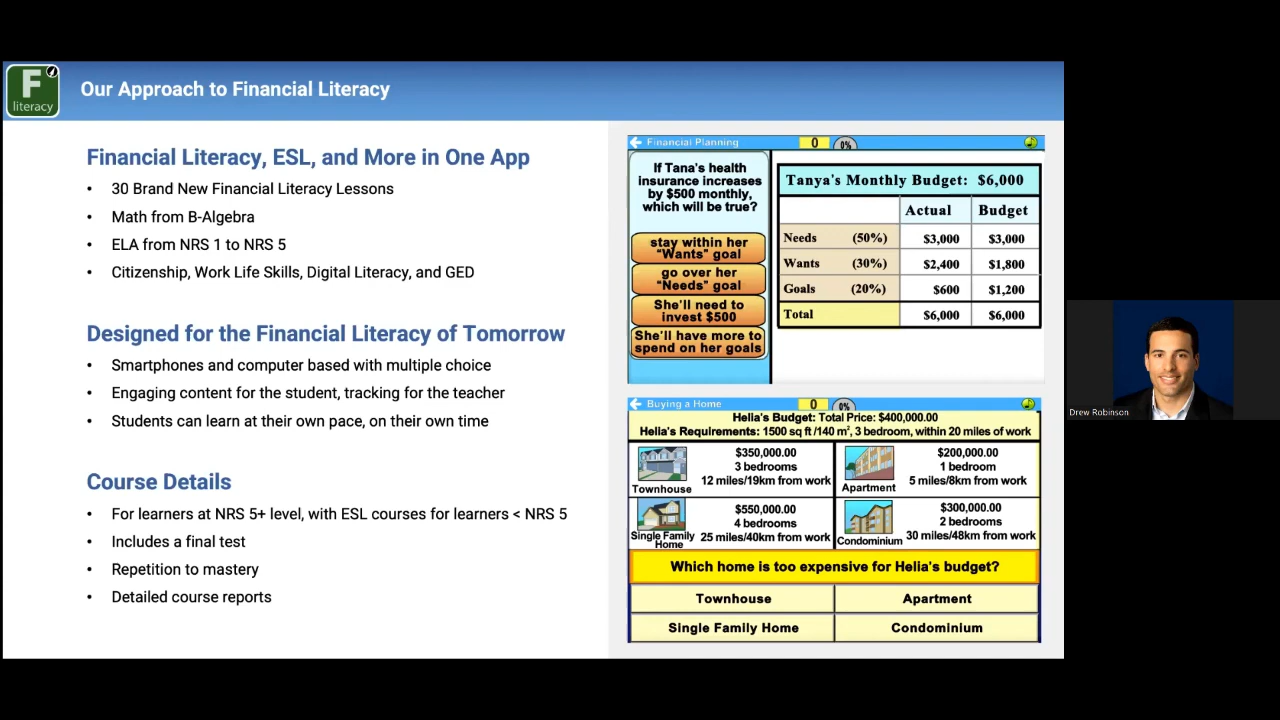 F
literacy
Our Approach to Financial Literacy
Financial Literacy, ESL, and More in One App
• 30 Brand New Financial Literacy Lessons
• Math from B-Algebra
• ELA from NRS 1 to NRS 5
• Citizenship, Work Life Skills, Digital Literacy, and GED
Designed for the Financial Literacy of Tomorrow
• Smartphones and computer based with multiple choice
• Engaging content for the student, tracking for the teacher
• Students can learn at their own pace, on their own time
Course Details
• For learners at NRS 5+ level, with ESL courses for learners < NRS 5
• Includes a final test
• Repetition to mastery
• Detailed course reports
Financial Planning 0 0%
If Tana's health
insurance increases
by $500 monthly,
which will be true?
stay within her
"Wants" goal
go over her
"Needs" goal
She'll need to
invest $500
She'll have more to
spend on her goals
Tanya's Monthly Budget: $6,000
Actual Budget
Needs (50%) $3,000 $3,000
Wants (30%) $2,400 $1,800
Goals (20%) $600 $1,200
Total $6,000 $6,000
Buying a Home 0 0%
Helia's Budget: Total Price: $400,000.00
Helia's Requirements: 1500 sq ft/140 m², 3 bedroom, within 20 miles of work
Townhouse
$350,000.00
3 bedrooms
12 miles/19km from work
Apartment
$200,000.00
1 bedroom
5 miles/8km from work
Single Family
Home
$550,000.00
4 bedrooms
25 miles/40km from work
Condominium
$300,000.00
2 bedrooms
30 miles/48km from work
Which home is too expensive for Helia's budget?
Townhouse Apartment
Single Family Home Condominium
Drew Robinson